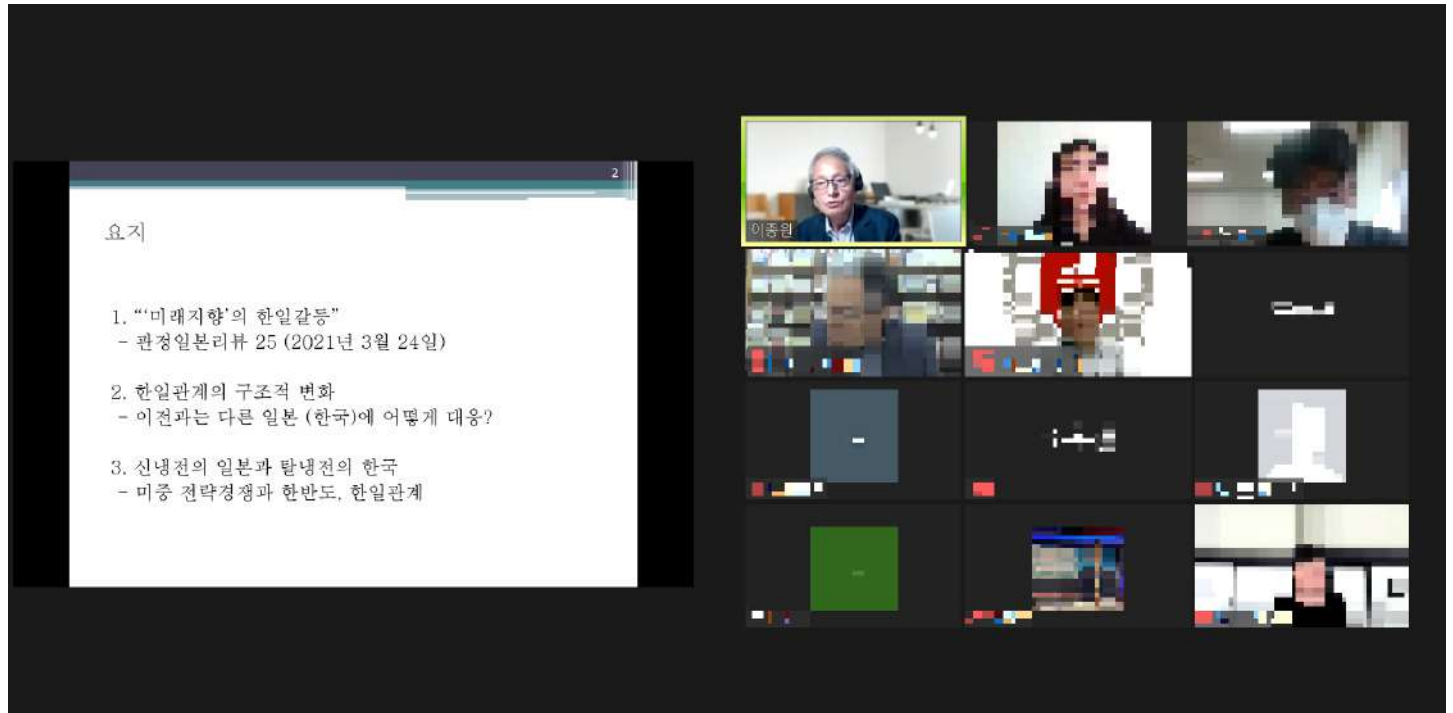 2
요지
1. “‘미래지향’의 한일갈등”
- 관정일본리뷰 25 (2021년 3월 24일)
2. 한일관계의 구조적 변화
- 이전과는 다른 일본 (한국)에 어떻게 대응?
3. 신냉전의 일본과 탈냉전의 한국
- 미중 전략경쟁과 한반도, 한일관계
이종원